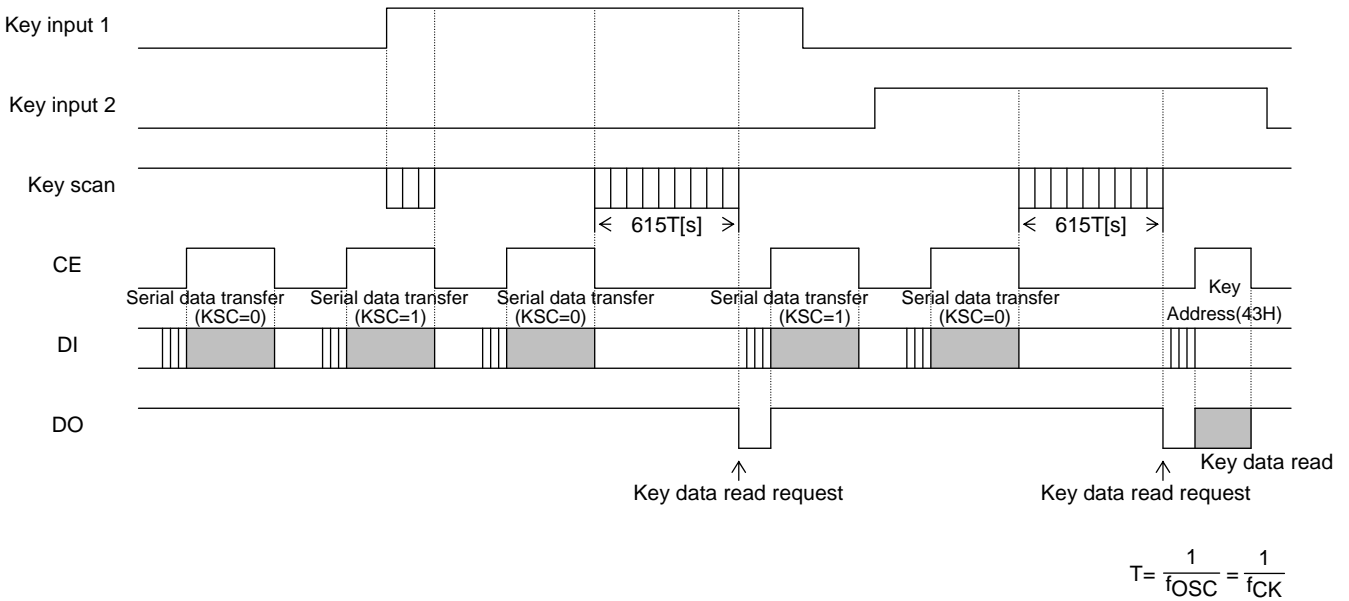 Key input 1
Key input 2
Key scan
615T[s]
615T[s]
CE
Key
Serial data transfer
(KSC=0)
Serial data transfer
(KSC=1)
Serial data transfer
(KSC=0)
Serial data transfer
(KSC=1)
Serial data transfer
(KSC=0)
Address(43H)
DI
DO
Key data read
Key data read request
Key data read request
T= 1/fOSC = 1/fCK